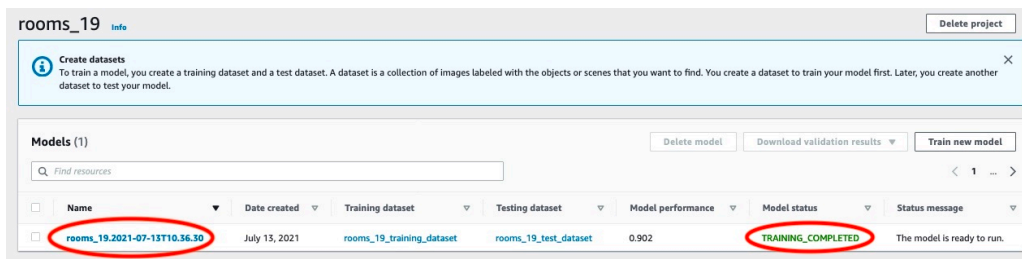 rooms_19 Info
Delete project
Create datasets
To train a model, you create a training dataset and a test dataset. A dataset is a collection of images labeled with the objects or scenes that you want to find. You create a dataset to train your model first. Later, you create another
dataset to test your model.
Models (1)
Delete model
Download validation results
Train new model
Find resources
1 ...
Name Date created Training dataset Testing dataset Model performance Model status Status message
rooms_19.2021-07-13T10.36.30 July 13, 2021 rooms_19_training_dataset rooms_19_test_dataset 0.902 TRAINING_COMPLETED The model is ready to run.